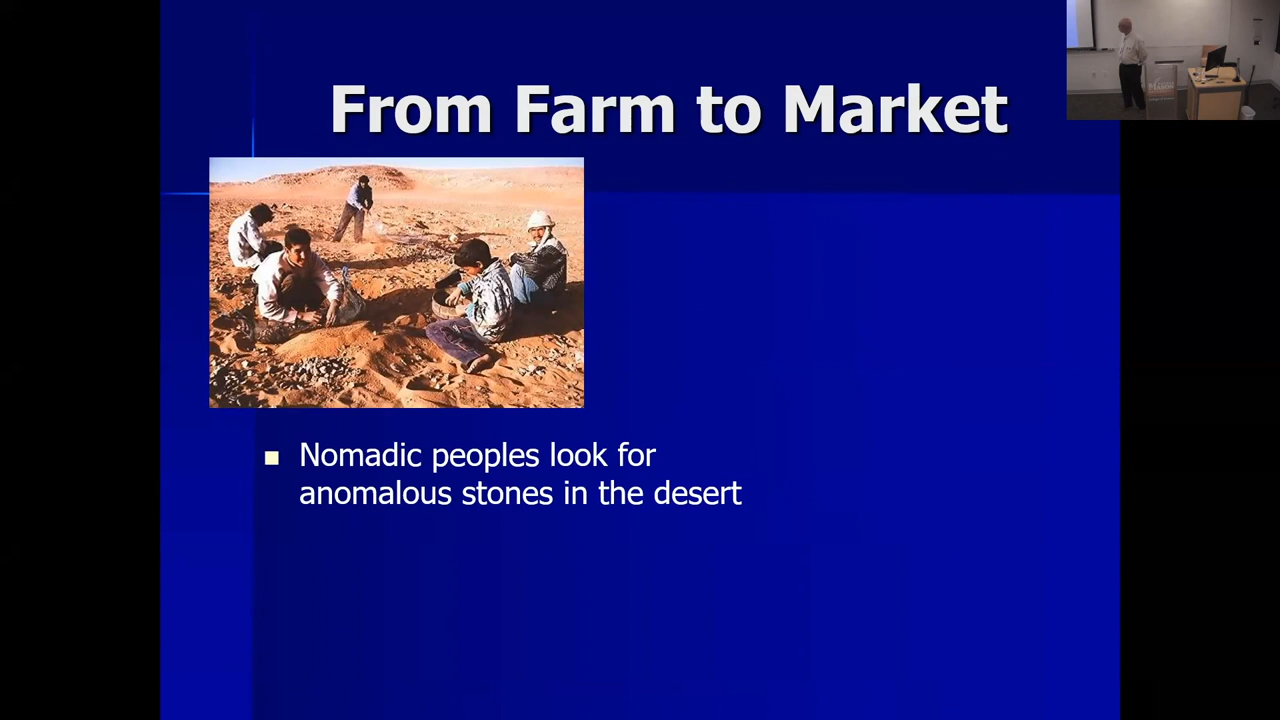 From Farm to Market
Nomadic peoples look for
anomalous stones in the desert